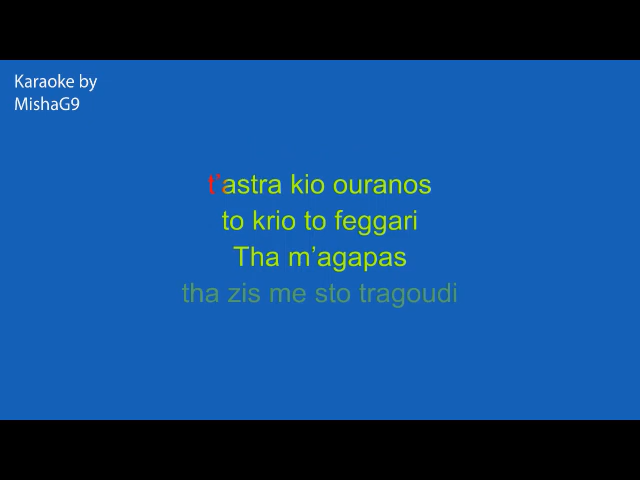 Karaoke by
MishaG9
t'astra kio ouranos
to krio to feggari
Tha m’agapas
tha zis me sto tragoudi